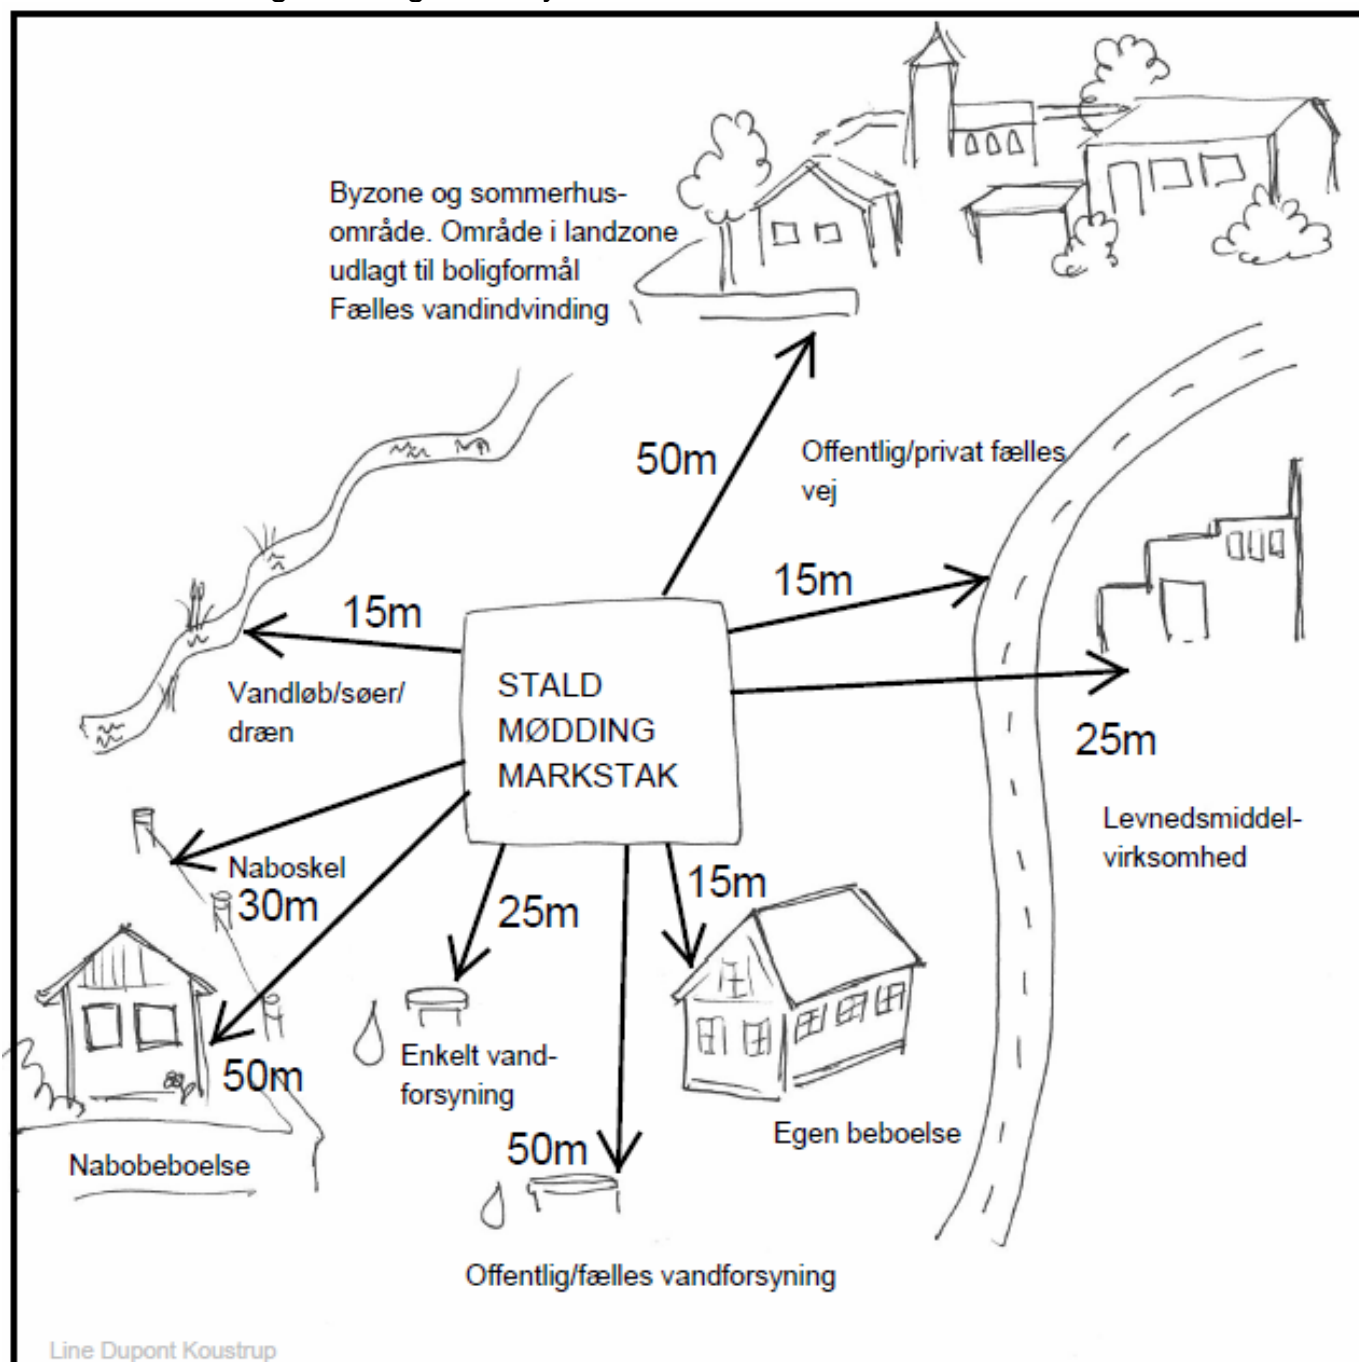 Byzone og sommerhus-
område. Område i landzone
udlagt til boligformål
Fælles vandindvinding
50m
Offentlig/privat fælles
vej
15m
15m
Vandløb/søer/
dræn
STALD
MØDDING
MARKSTAK
25m
Levnedsmiddel-
virksomhed
Naboskel
30m
25m
15m
50m
Enkelt vand-
forsyning
Nabobeboelse
50m
Egen beboelse
Offentlig/fælles vandforsyning
Line Dupont Koustrup